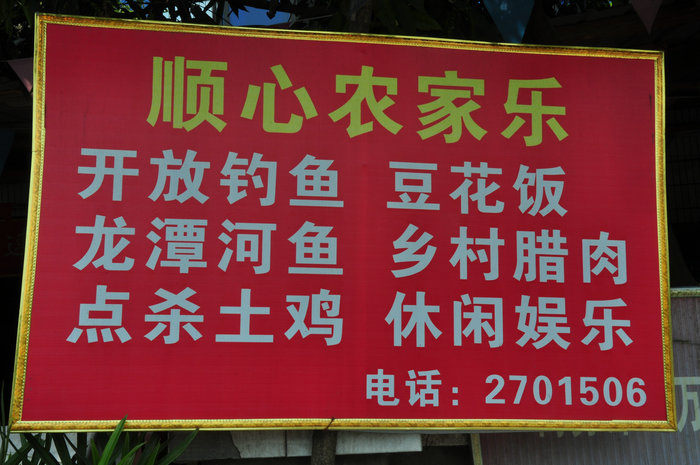 顺心农家乐
开放钓鱼 豆花饭
龙潭河鱼 乡村腊肉
点杀土鸡 休闲娱乐
电话：2701506